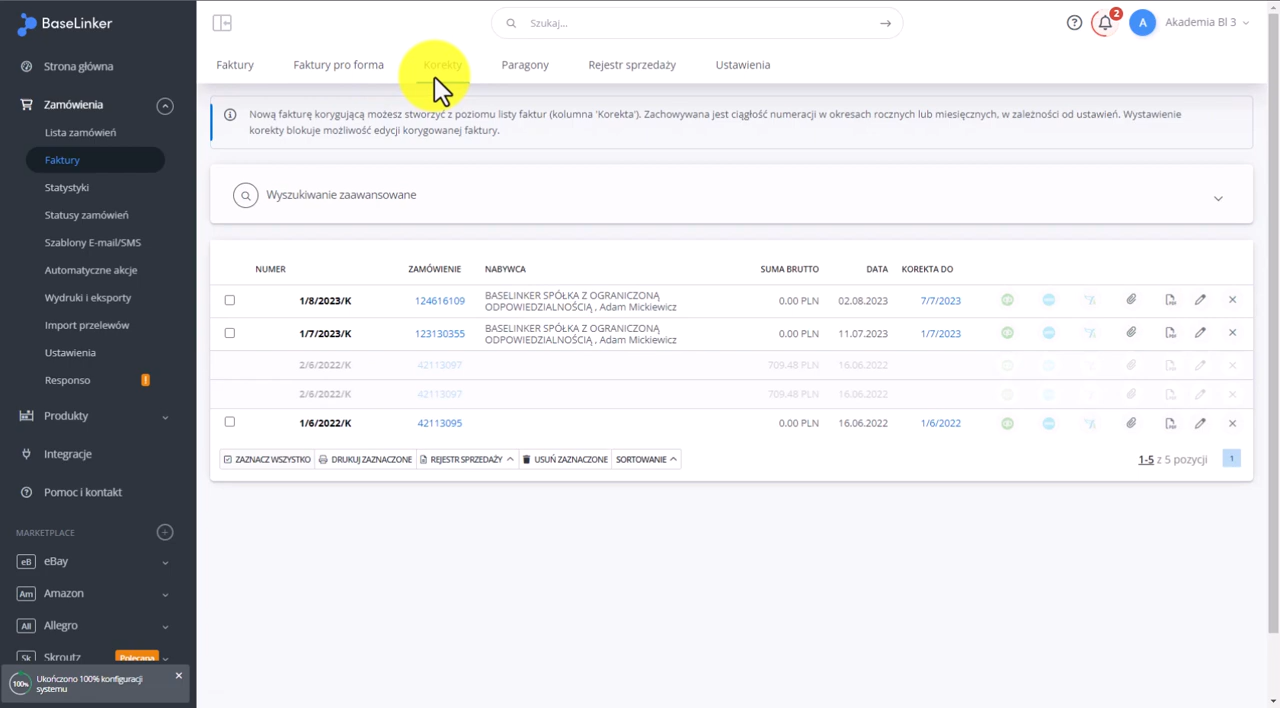 BaseLinker
Szukaj...
2
A
Akademia Bl 3
Strona główna
Zamówienia
Lista zamówień
Faktury
Statystyki
Statusy zamówień
Szablony E-mail/SMS
Automatyczne akcje
Wydruki i eksporty
Import przelewów
Ustawienia
Responso
Produkty
Integracje
Pomoc i kontakt
MARKETPLACE
eB eBay
Am Amazon
All Allegro
Sk Skroutz Polecana
100% Ukończono 100% konfiguracji
systemu
Faktury Faktury pro forma Korekty Paragony Rejestr sprzedaży Ustawienia
Nową fakturę korygującą możesz stworzyć z poziomu listy faktur (kolumna 'Korekta'). Zachowywana jest ciągłość numeracji w okresach rocznych lub miesięcznych, w zależności od ustawień. Wystawienie
korekty blokuje możliwość edycji korygowanej faktury.
Wyszukiwanie zaawansowane
NUMER ZAMÓWIENIE NABYWCA SUMA BRUTTO DATA KOREKTA DO
1/8/2023/K 124616109 BASELINKER SPÓŁKA Z OGRANICZONĄ
ODPOWIEDZIALNOŚCIĄ , Adam Mickiewicz 0.00 PLN 02.08.2023 7/7/2023
1/7/2023/K 123130355 BASELINKER SPÓŁKA Z OGRANICZONĄ
ODPOWIEDZIALNOŚCIĄ , Adam Mickiewicz 0.00 PLN 11.07.2023 1/7/2023
2/6/2022/K 42113097 709.48 PLN 16.06.2022
2/6/2022/K 42113097 709.48 PLN 16.06.2022
1/6/2022/K 42113095 0.00 PLN 16.06.2022 1/6/2022
ZAZNACZ WSZYSTKO DRUKUJ ZAZNACZONE REJESTR SPRZEDAŻY USUŃ ZAZNACZONE SORTOWANIE
1-5 z 5 pozycji 1